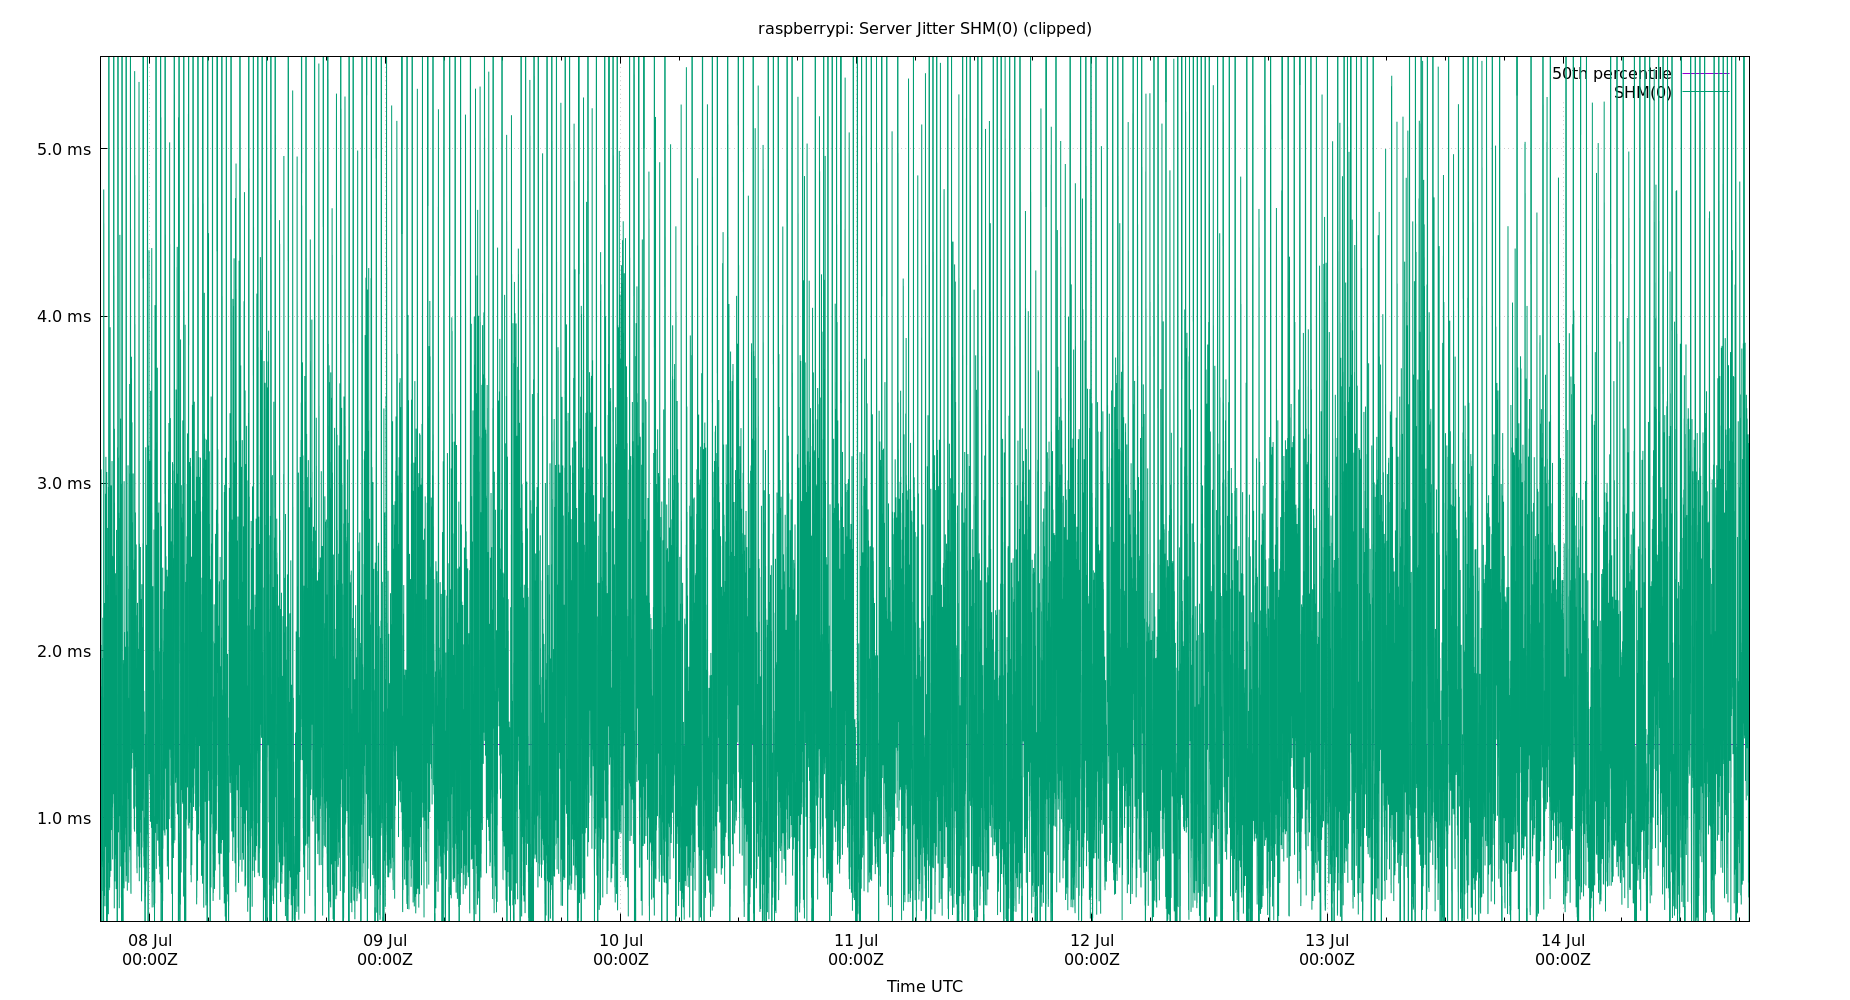 raspberrypi: Server Jitter SHM(0) (clipped)
50th percentile
SHM(0)
5.0 ms
4.0 ms
3.0 ms
2.0 ms
1.0 ms
08 Jul 09 Jul 10 Jul 11 Jul 12 Jul 13 Jul 14 Jul
00:00Z 00:00Z 00:00Z 00:00Z 00:00Z 00:00Z 00:00Z
Time UTC